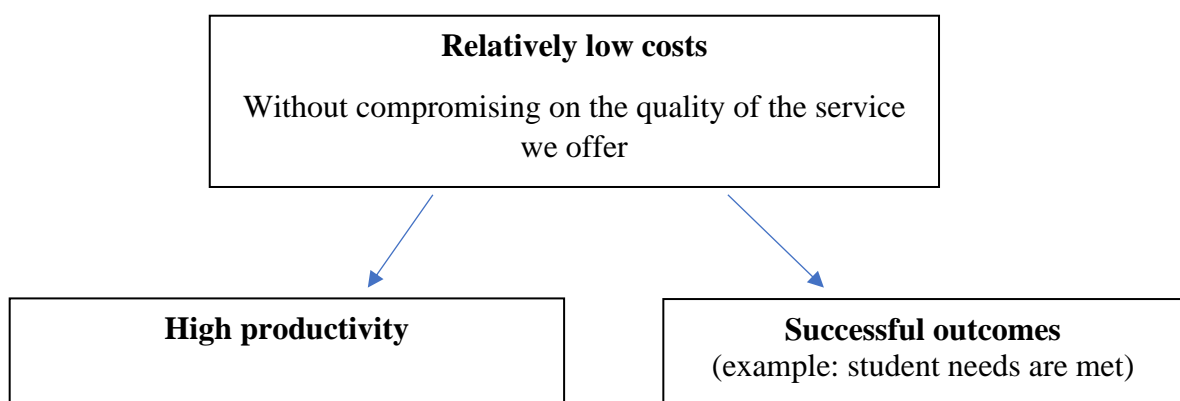 Relatively low costs
Without compromising on the quality of the service
we offer
High productivity
Successful outcomes
(example: student needs are met)